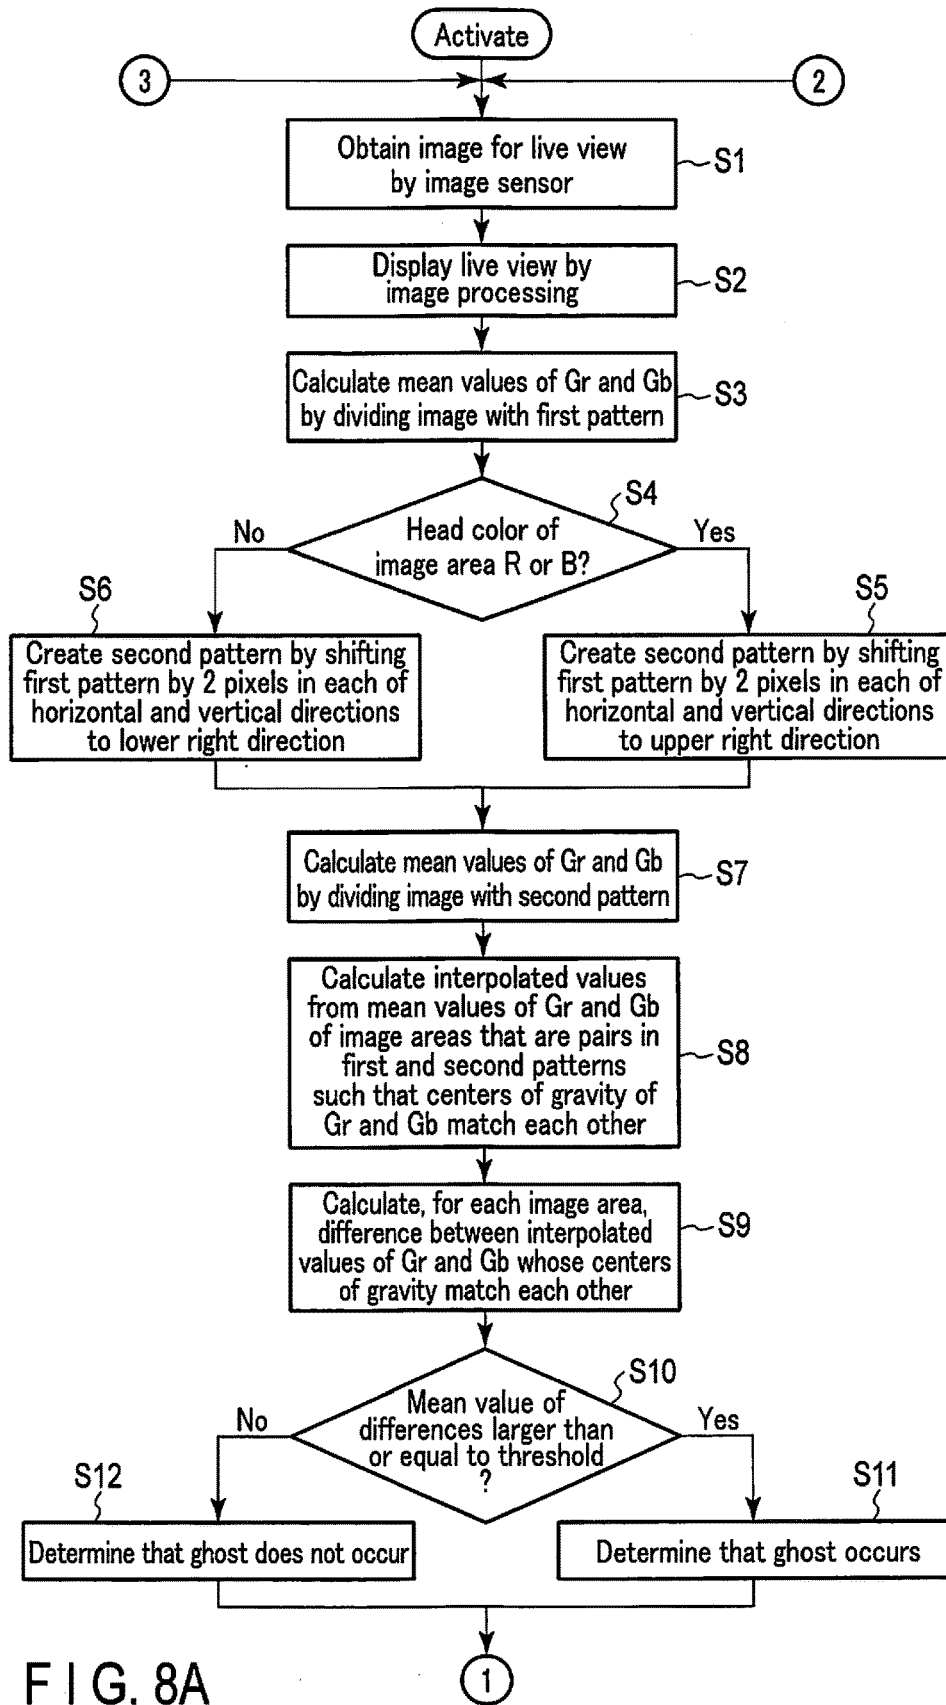 Activate
3
2
Obtain image for live view
by image sensor
S1
Display live view by
image processing
S2
Calculate mean values of Gr and Gb
by dividing image with first pattern
S3
S4
Head color of
image area R or B?
No
Yes
S6
Create second pattern by shifting
first pattern by 2 pixels in each of
horizontal and vertical directions
to lower right direction
S5
Create second pattern by shifting
first pattern by 2 pixels in each of
horizontal and vertical directions
to upper right direction
Calculate mean values of Gr and Gb
by dividing image with second pattern
S7
Calculate interpolated values
from mean values of Gr and Gb
of image areas that are pairs in
first and second patterns
such that centers of gravity of
Gr and Gb match each other
S8
Calculate, for each image area,
difference between interpolated
values of Gr and Gb whose centers
of gravity match each other
S9
S10
Mean value of
differences larger than
or equal to threshold
?
No
Yes
S12
Determine that ghost does not occur
S11
Determine that ghost occurs
1
FIG. 8A